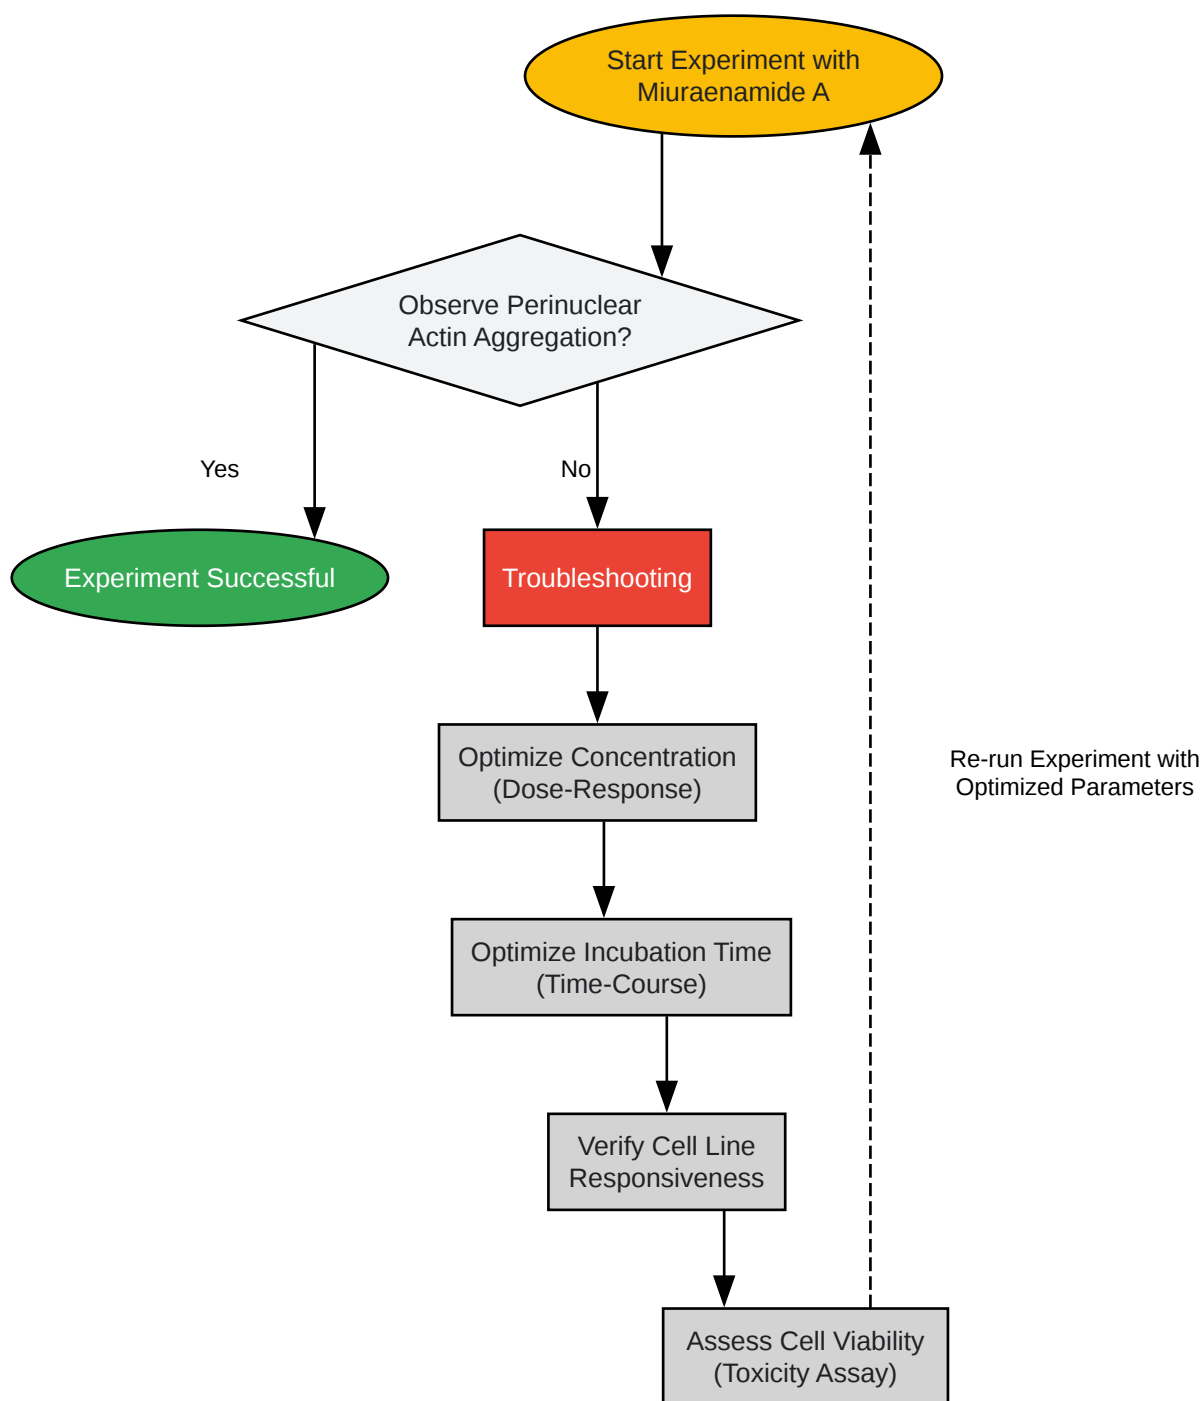 Start Experiment with
Miuraenamide A
Observe Perinuclear
Actin Aggregation?
Yes
No
Experiment Successful
Troubleshooting
Optimize Concentration
(Dose-Response)
Re-run Experiment with
Optimized Parameters
Optimize Incubation Time
(Time-Course)
Verify Cell Line
Responsiveness
Assess Cell Viability
(Toxicity Assay)